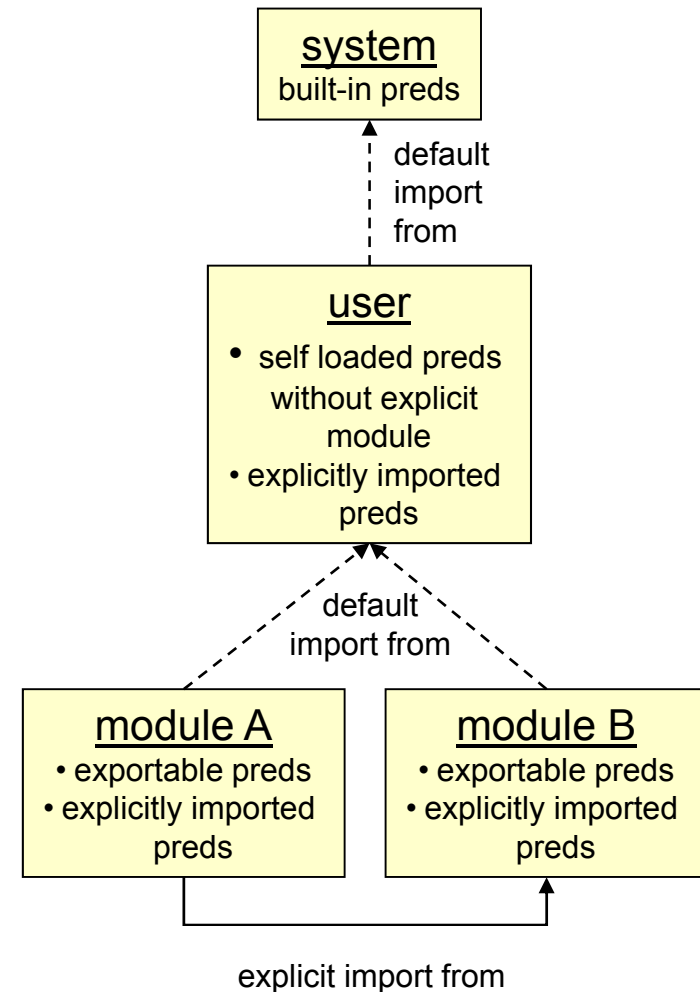 system
built-in preds
default
import
from
user
• self loaded preds
without explicit
module
• explicitly imported
preds
default
import from
module A
• exportable preds
• explicitly imported
preds
module B
• exportable preds
• explicitly imported
preds
explicit import from